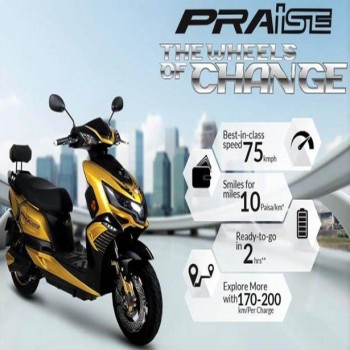 PRAISE
THE WHEELS
OF CHANGE
Best-in-class
speed 75 kmph
Smiles for
miles 10 Paisa/km*
Ready-to-go
in 2 hrs**
Explore More
with 170-200
km/Per Charge